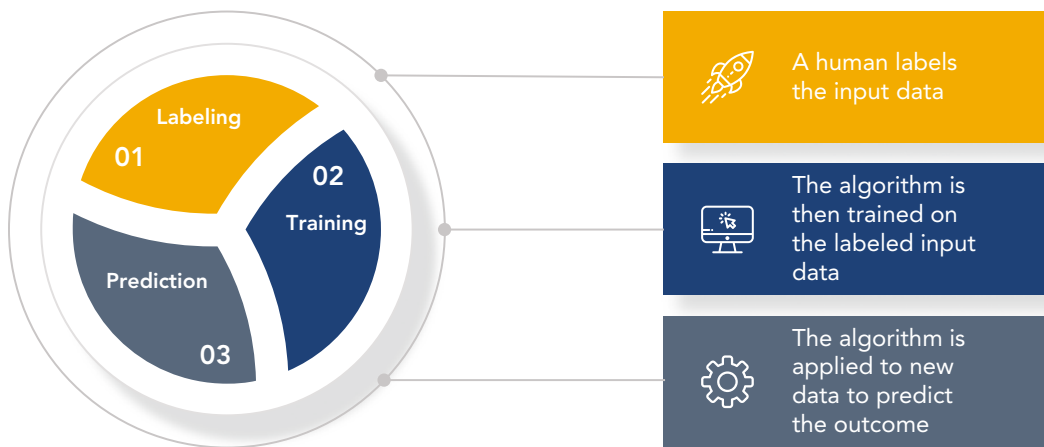 Labeling
01
02
Training
Prediction
03
A human labels
the input data
The algorithm is
then trained on
the labeled input
data
The algorithm is
applied to new
data to predict
the outcome